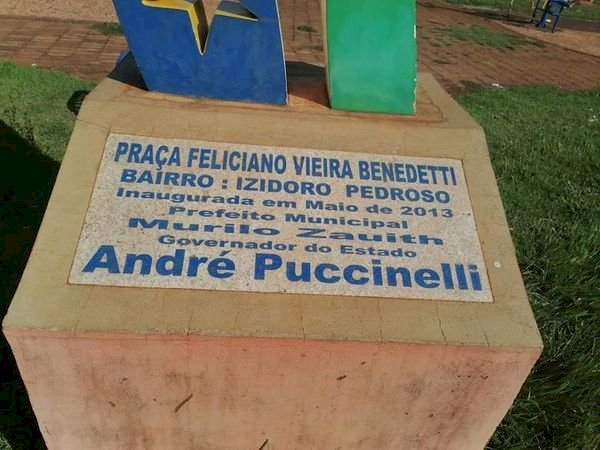 PRAÇA FELICIANO VIEIRA BENEDETTI
BAIRRO : IZIDORO PEDROSO
Inaugurada em Maio de 2013
Prefeito Municipal
Murilo Zauith
Governador do Estado
André Puccinelli